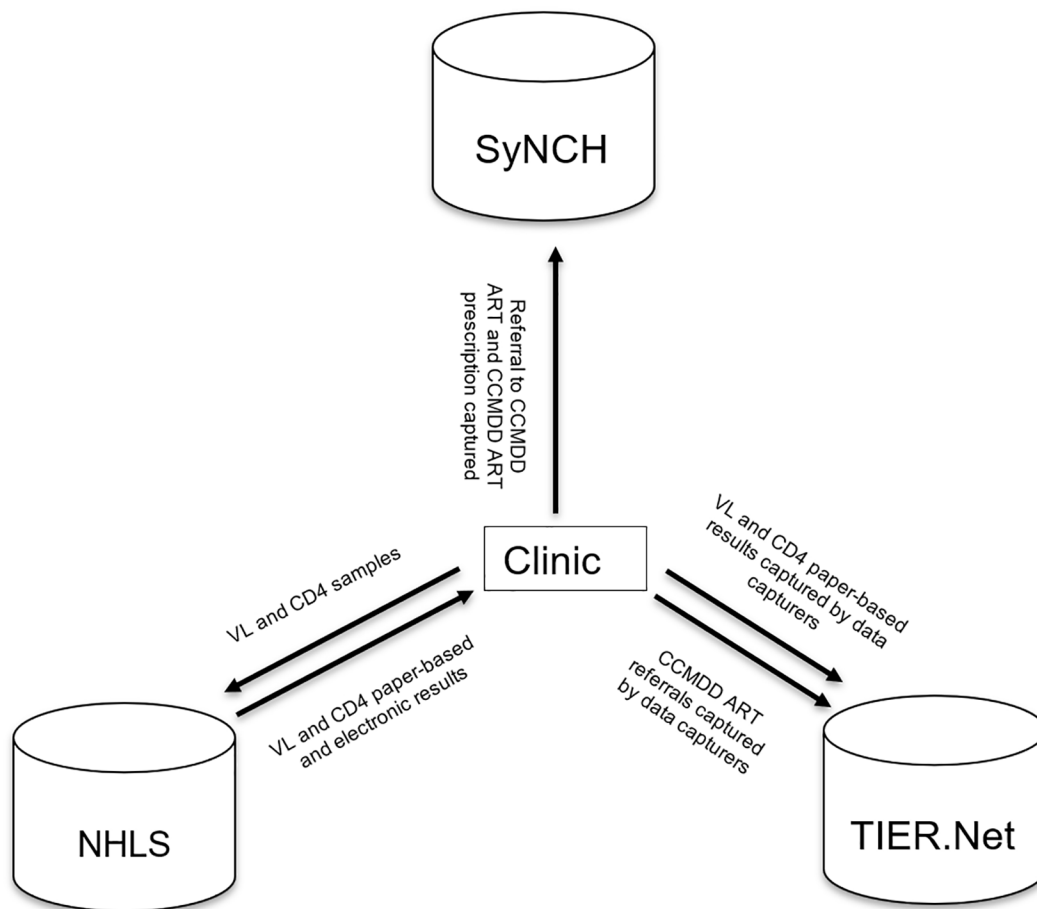 SyNCH
Referral to CCMDD
ART and CCMDD ART
prescription captured
Clinic
VL and CD4 samples
VL and CD4 paper-based
and electronic results
VL and CD4 paper-based
results captured by data
capturers
CCMDD ART
referrals captured
by data capturers
NHLS
TIER.Net